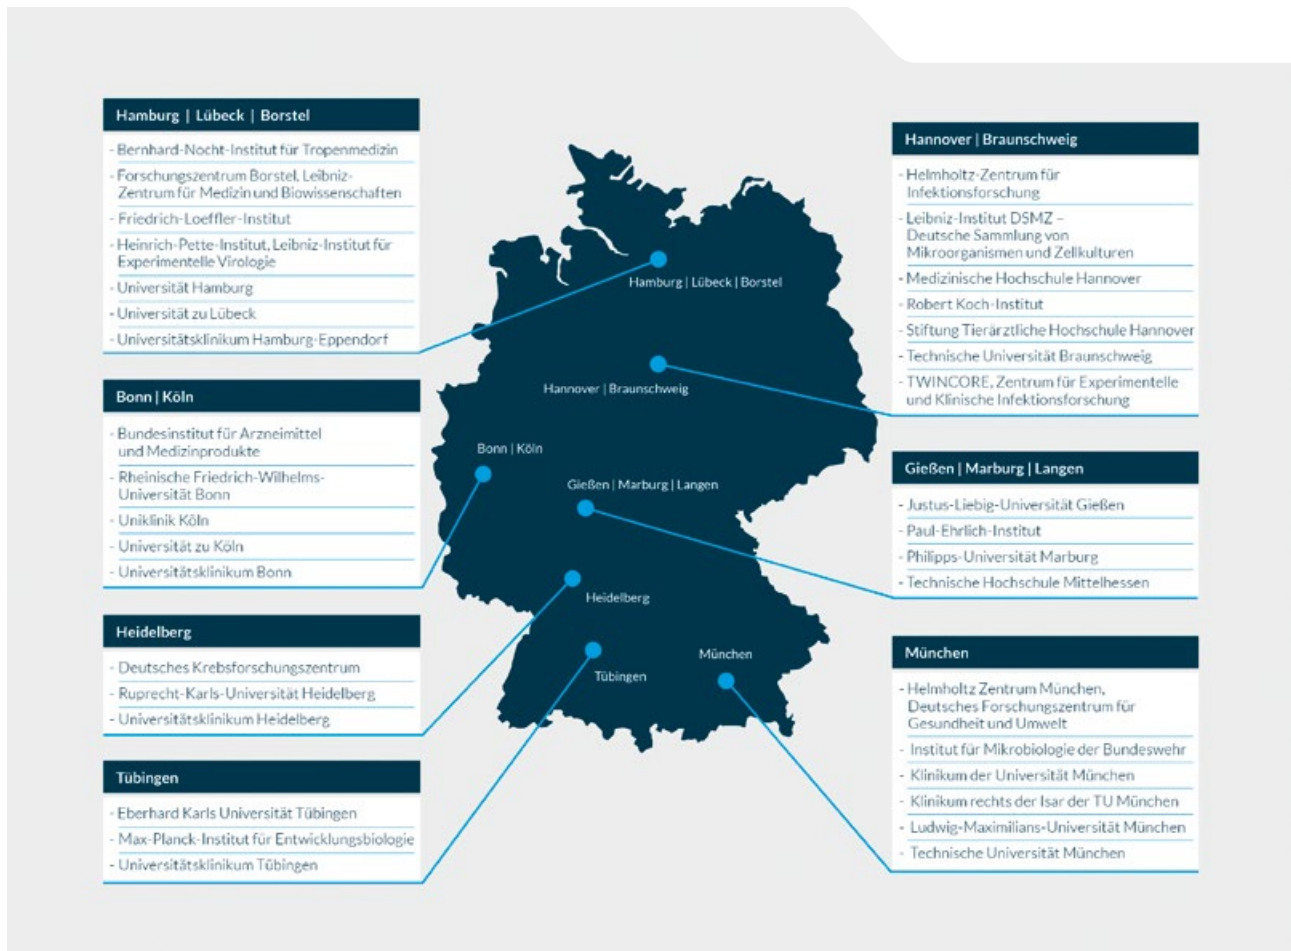 Hamburg | Lübeck | Borstel
- Bernhard-Nocht-Institut für Tropenmedizin
- Forschungszentrum Borstel, Leibniz-
Zentrum für Medizin und Biowissenschaften
- Friedrich-Loeffler-Institut
- Heinrich-Pette-Institut, Leibniz-Institut für
Experimentelle Virologie
- Universität Hamburg
- Universität zu Lübeck
- Universitätsklinikum Hamburg-Eppendorf
Bonn | Köln
- Bundesinstitut für Arzneimittel
und Medizinprodukte
- Rheinische Friedrich-Wilhelms-
Universität Bonn
- Uniklinik Köln
- Universität zu Köln
- Universitätsklinikum Bonn
Heidelberg
- Deutsches Krebsforschungszentrum
- Ruprecht-Karls-Universität Heidelberg
- Universitätsklinikum Heidelberg
Tübingen
- Eberhard Karls Universität Tübingen
- Max-Planck-Institut für Entwicklungsbiologie
- Universitätsklinikum Tübingen
Hamburg | Lübeck | Borstel
Hannover | Braunschweig
Bonn | Köln
Gießen | Marburg | Langen
Heidelberg
München
Tübingen
Hannover | Braunschweig
- Helmholtz-Zentrum für
Infektionsforschung
- Leibniz-Institut DSMZ –
Deutsche Sammlung von
Mikroorganismen und Zellkulturen
- Medizinische Hochschule Hannover
- Robert Koch-Institut
- Stiftung Tierärztliche Hochschule Hannover
- Technische Universität Braunschweig
- TWINCORE, Zentrum für Experimentelle
und Klinische Infektionsforschung
Gießen | Marburg | Langen
- Justus-Liebig-Universität Gießen
- Paul-Ehrlich-Institut
- Philipps-Universität Marburg
- Technische Hochschule Mittelhessen
München
- Helmholtz Zentrum München,
Deutsches Forschungszentrum für
Gesundheit und Umwelt
- Institut für Mikrobiologie der Bundeswehr
- Klinikum der Universität München
- Klinikum rechts der Isar der TU München
- Ludwig-Maximilians-Universität München
- Technische Universität München